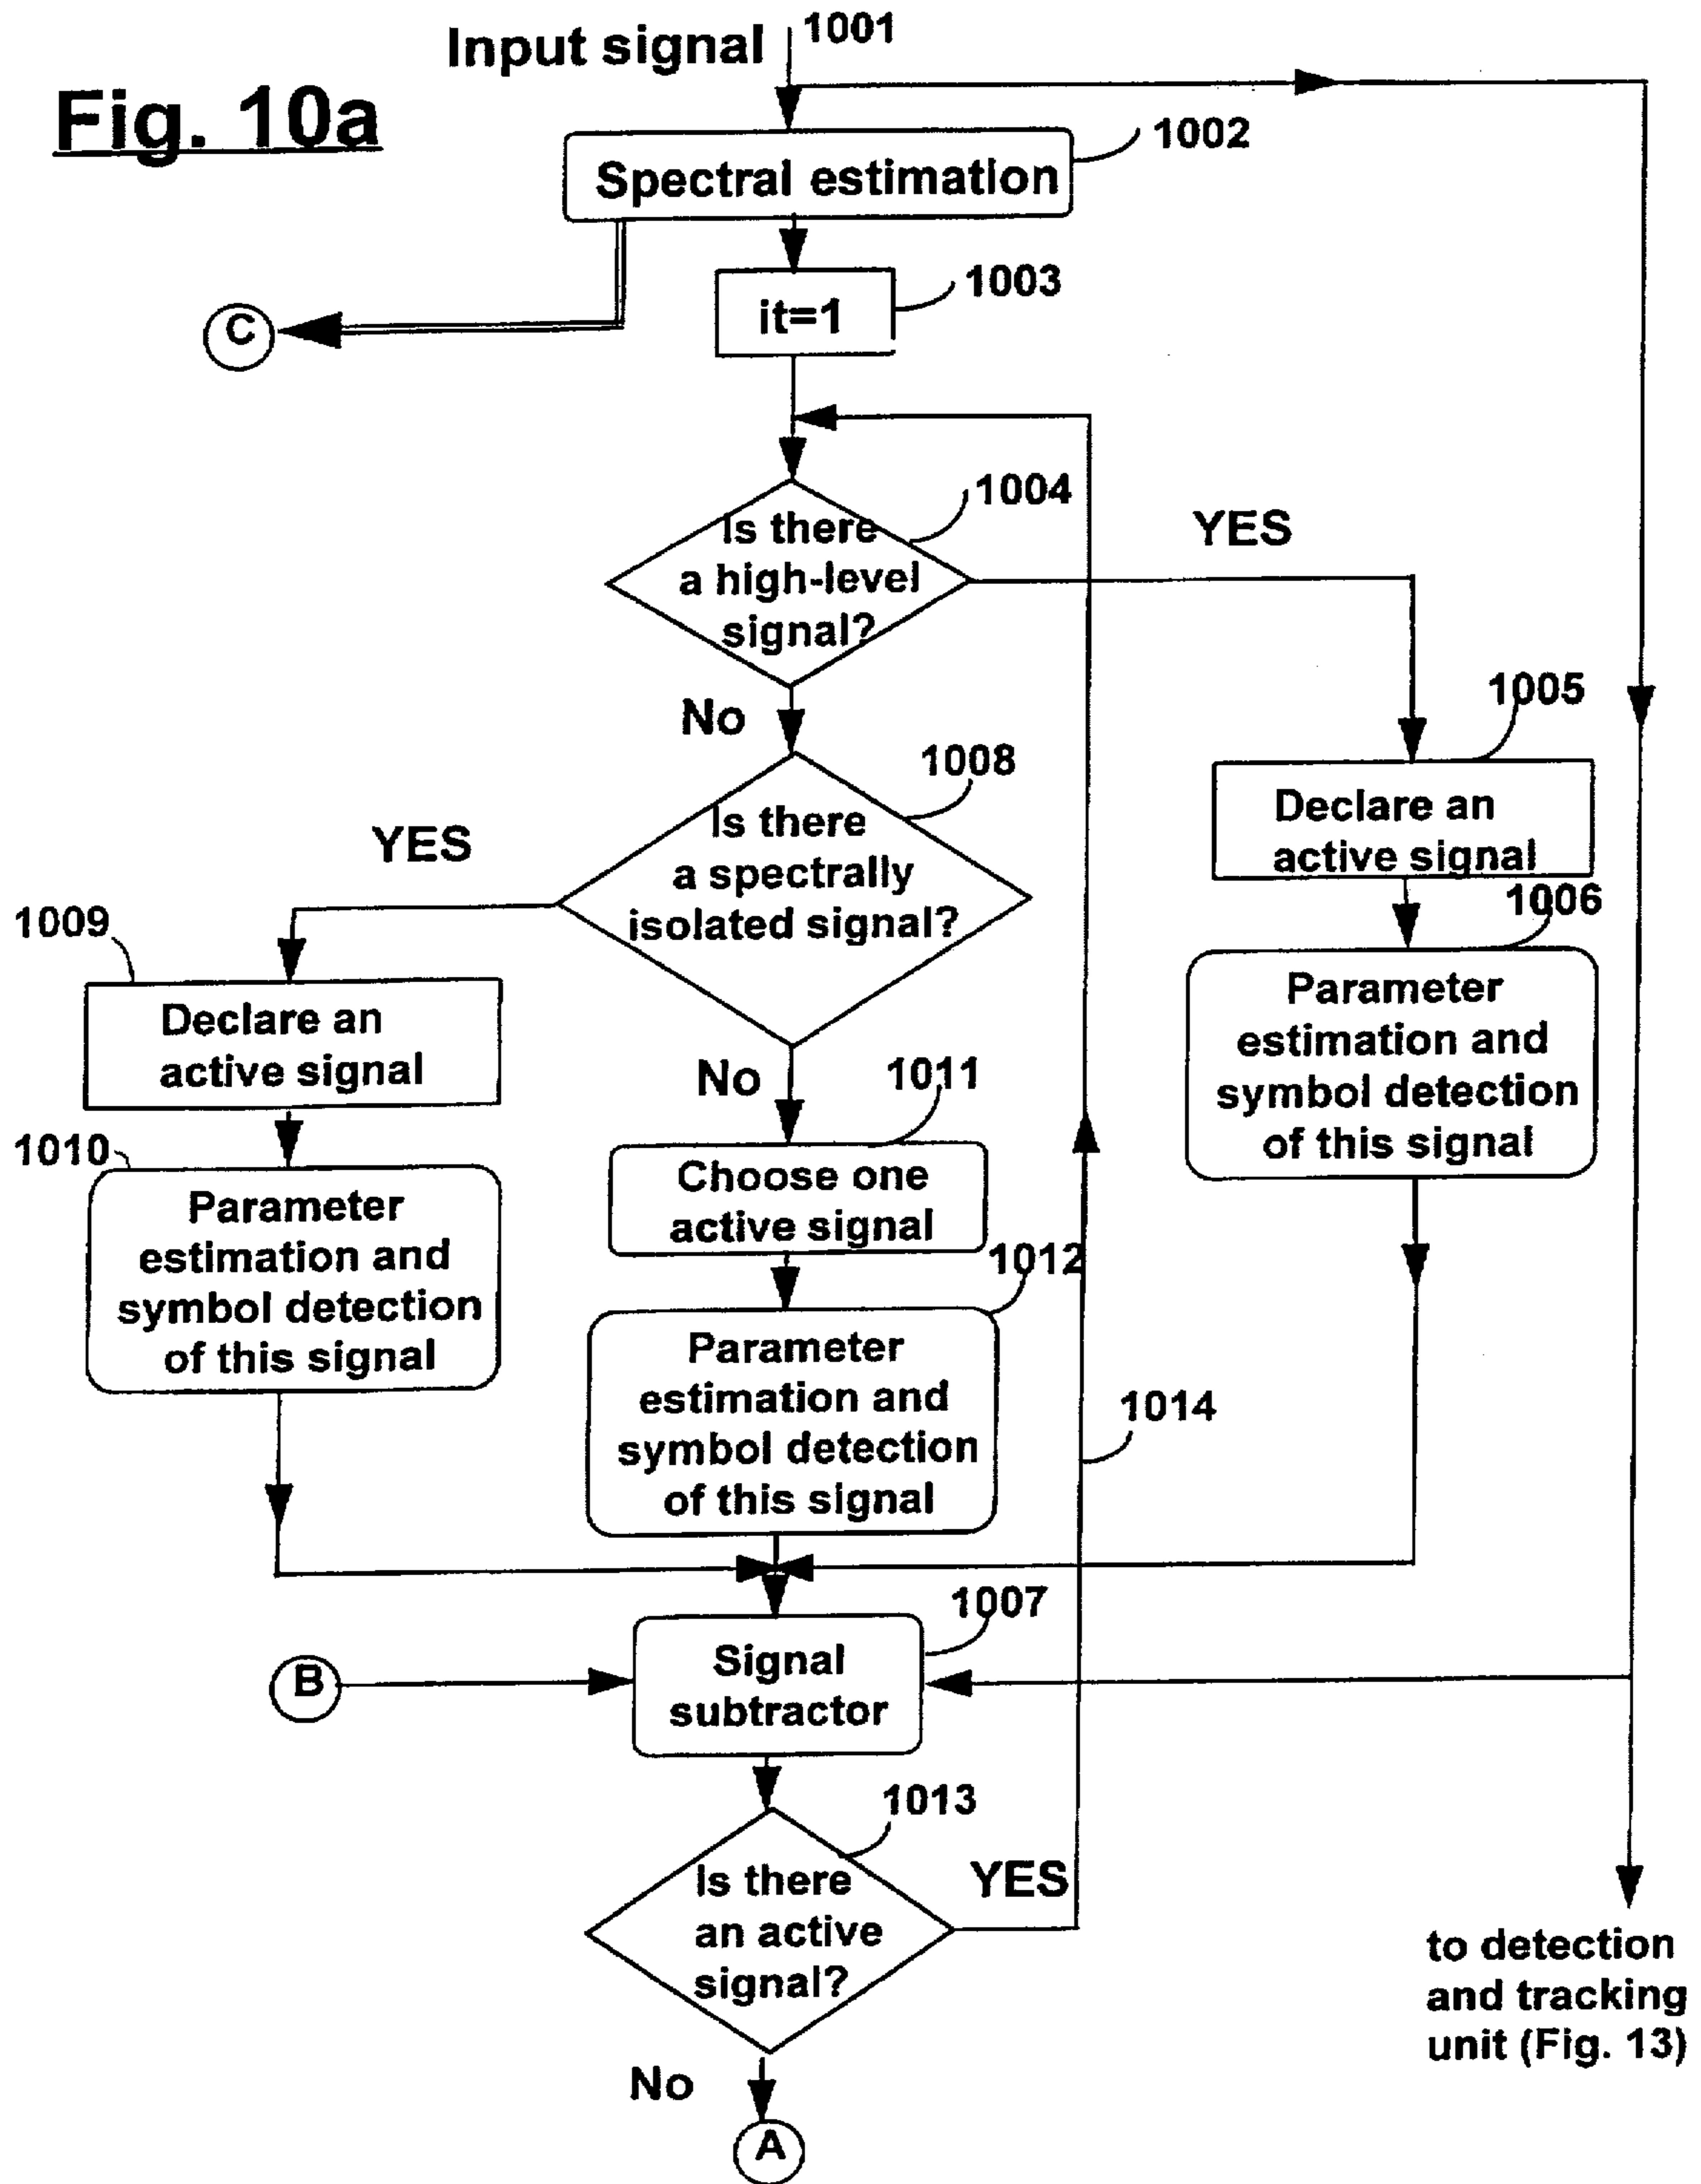 Input signal
1001
Fig. 10a
1002
Spectral estimation
1003
it=1
C
1004
Is there
a high-level
signal?
YES
No
1005
Declare an
active signal
1008
Is there
a spectrally
isolated signal?
YES
1006
Parameter
estimation and
symbol detection
of this signal
1009
Declare an
active signal
No
1011
Choose one
active signal
1010
Parameter
estimation and
symbol detection
of this signal
1012
Parameter
estimation and
symbol detection
of this signal
1014
1007
Signal
subtractor
B
1013
Is there
an active
signal?
YES
to detection
and tracking
unit (Fig. 13)
No
A